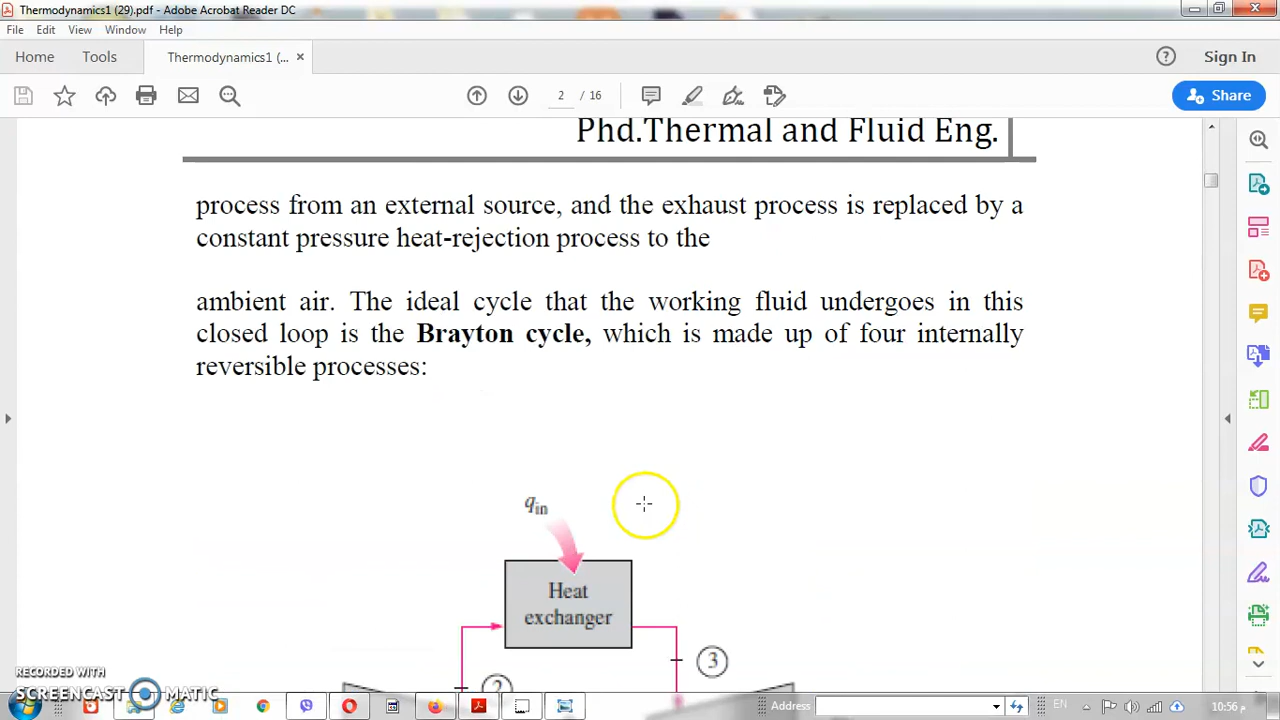 Thermodynamics1 (29).pdf - Adobe Acrobat Reader DC
File Edit View Window Help
Home Tools Thermodynamics1 (... × Sign In
2 / 16 Share
Phd.Thermal and Fluid Eng.
process from an external source, and the exhaust process is replaced by a
constant pressure heat-rejection process to the
ambient air. The ideal cycle that the working fluid undergoes in this
closed loop is the Brayton cycle, which is made up of four internally
reversible processes:
qin
Heat
exchanger
3
2
RECORDED WITH
SCREENCAST MATIC
Address EN 10:56 م